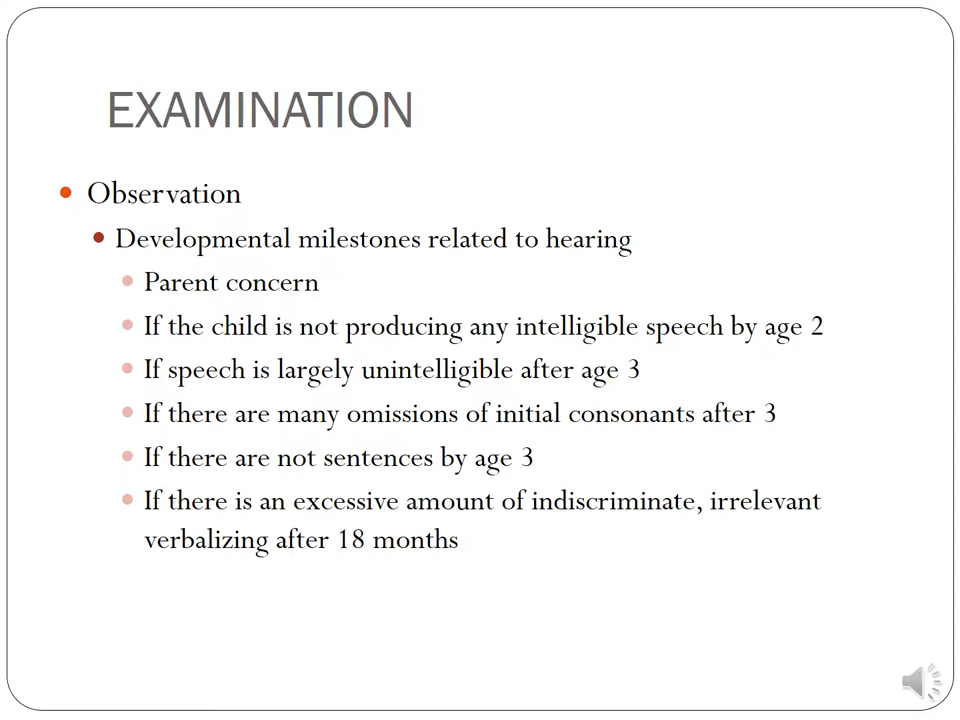 EXAMINATION
Observation
Developmental milestones related to hearing
Parent concern
If the child is not producing any intelligible speech by age 2
If speech is largely unintelligible after age 3
If there are many omissions of initial consonants after 3
If there are not sentences by age 3
If there is an excessive amount of indiscriminate, irrelevant
verbalizing after 18 months